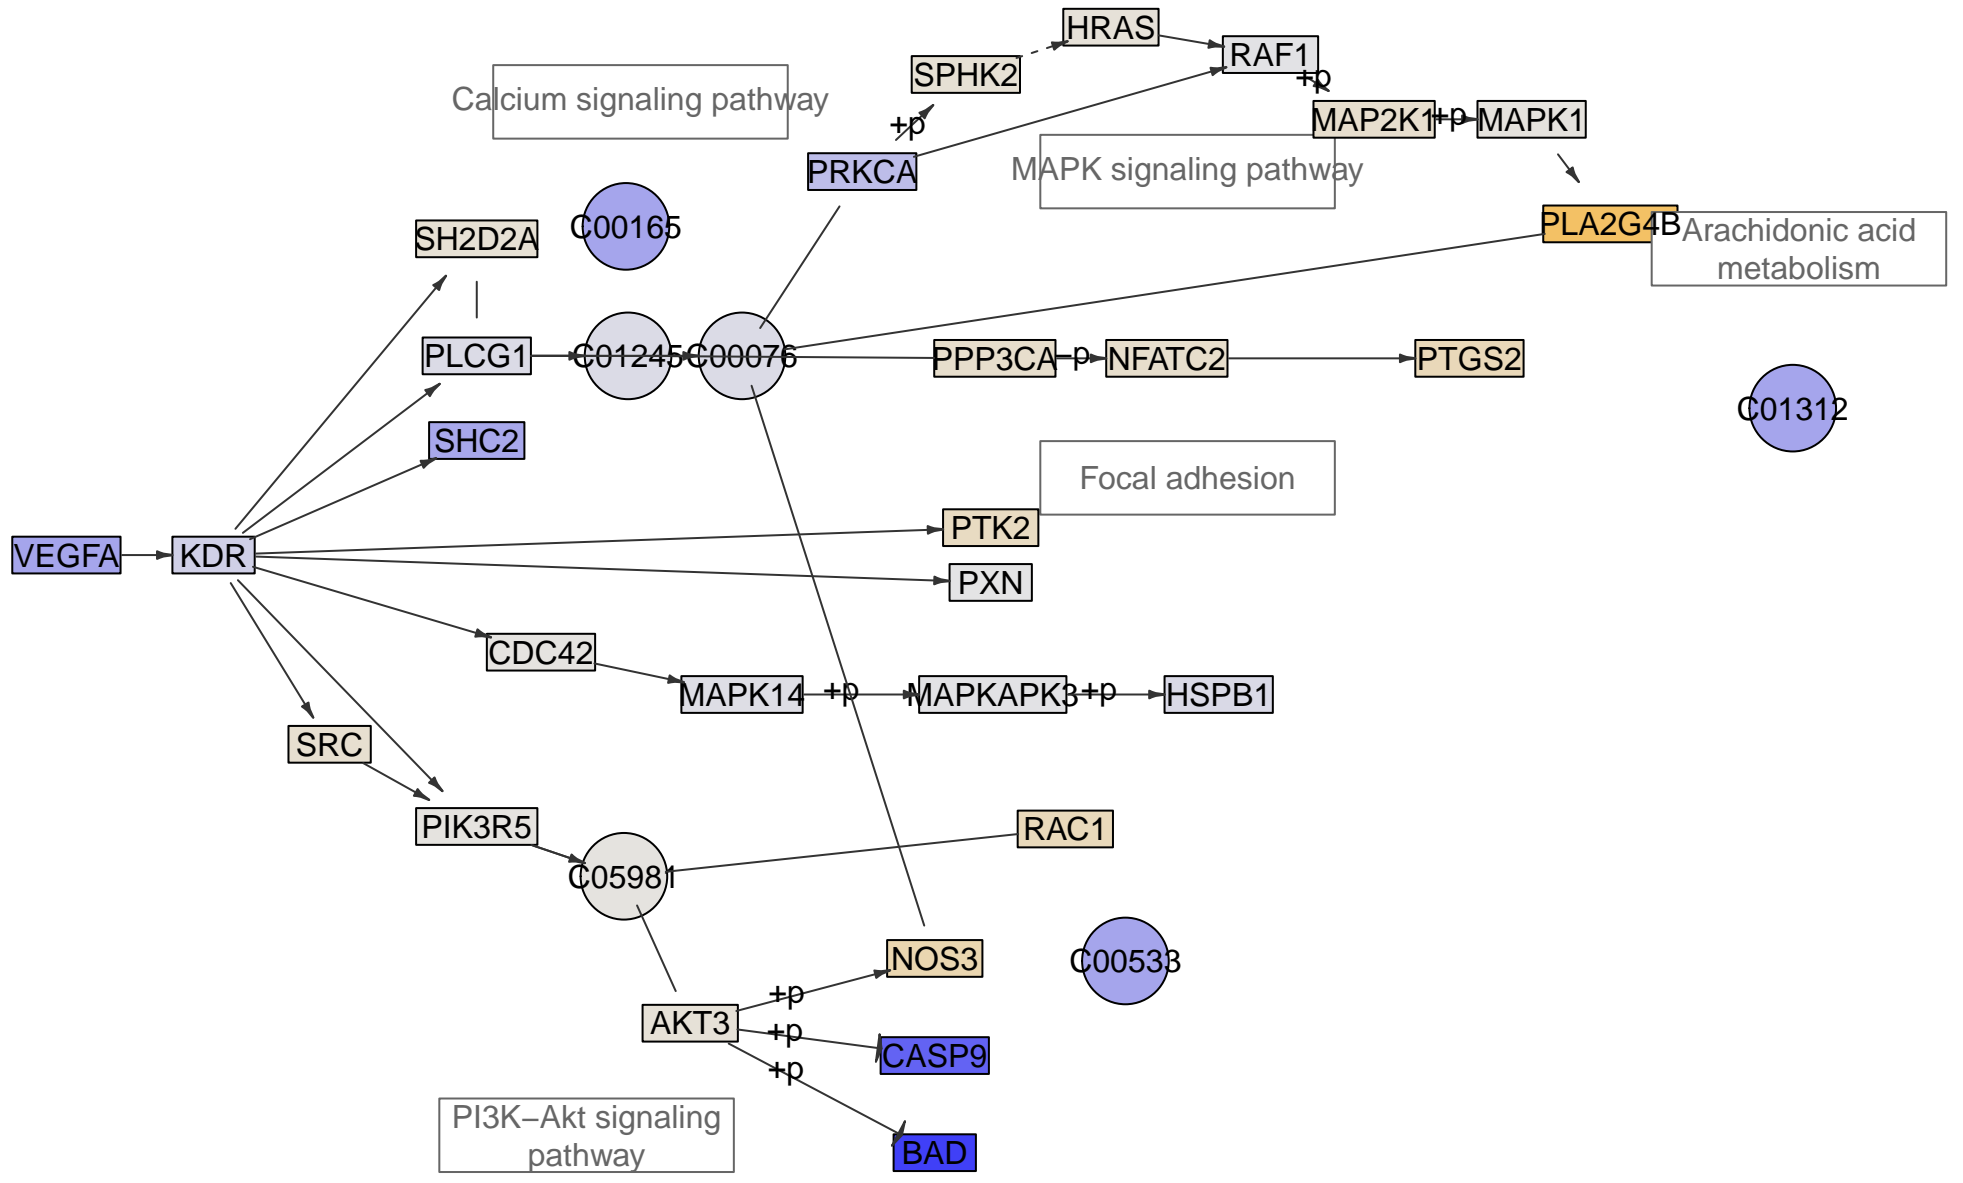 HRAS
RAF1
SPHK2
+p
Calcium signaling pathway
+p
MAP2K1
+p
MAPK1
PRKCA
MAPK signaling pathway
SH2D2A
C00165
PLA2G4B
Arachidonic acid
metabolism
PLCG1
C01245
C00076
PPP3CA
−p
NFATC2
PTGS2
C01312
SHC2
Focal adhesion
PTK2
VEGFA
KDR
PXN
CDC42
MAPK14
+p
MAPKAPK3
+p
HSPB1
SRC
PIK3R5
RAC1
C05981
NOS3
C00533
+p
AKT3
+p
CASP9
+p
PI3K−Akt signaling
pathway
BAD